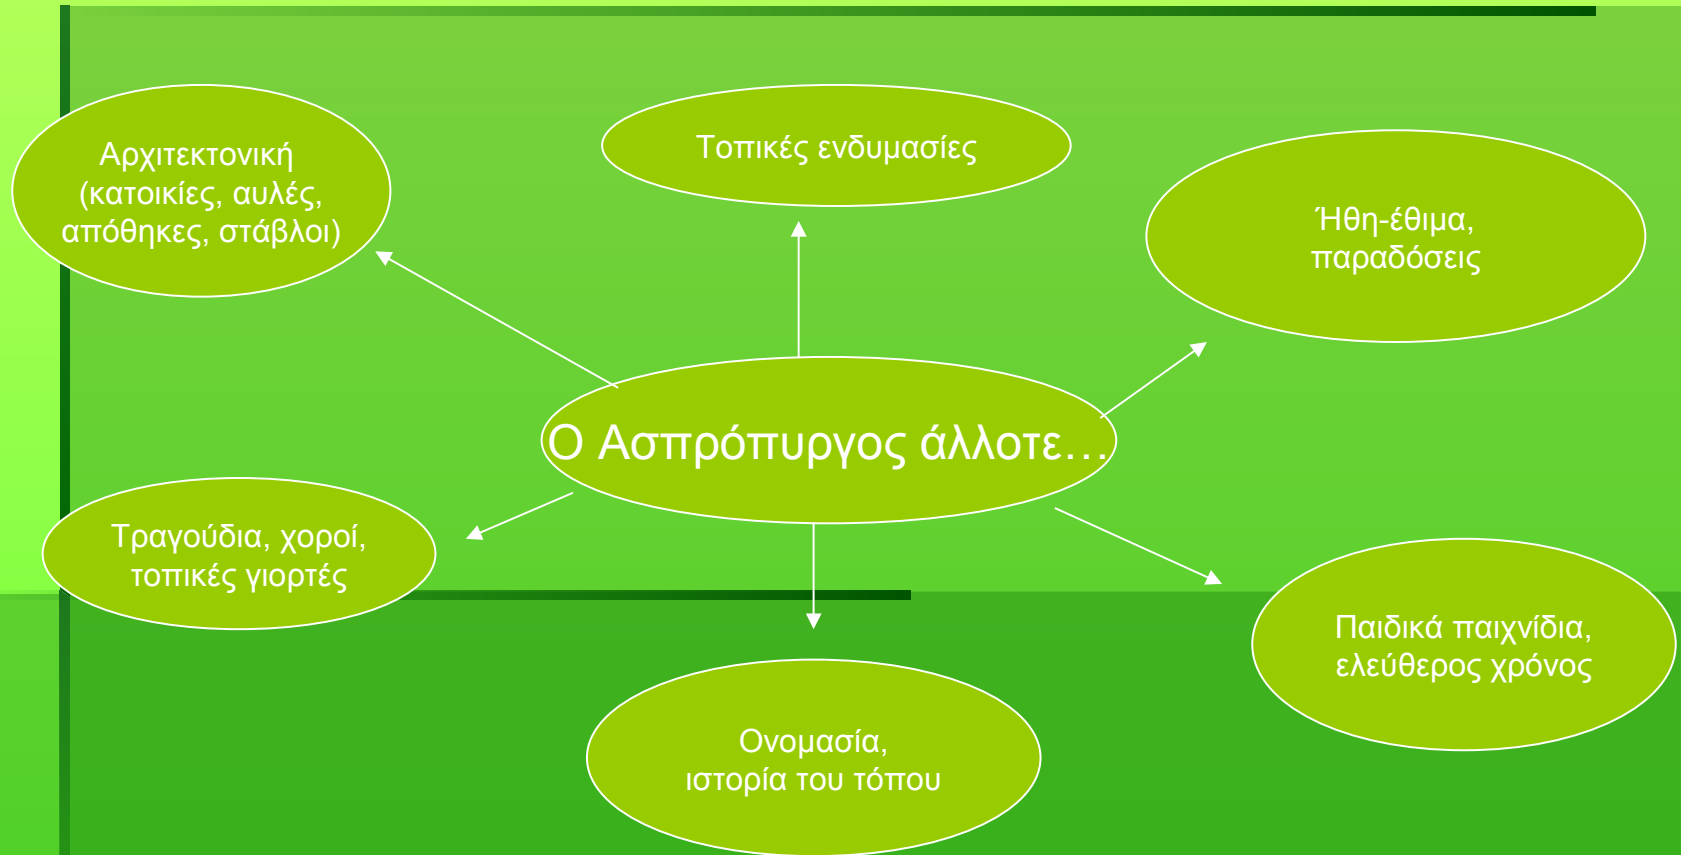 Αρχιτεκτονική
(κατοικίες, αυλές,
απόθηκες, στάβλοι)
Τοπικές ενδυμασίες
Ήθη-έθιμα,
παραδόσεις
Ο Ασπρόπυργος άλλοτε…
Τραγούδια, χοροί,
τοπικές γιορτές
Παιδικά παιχνίδια,
ελεύθερος χρόνος
Ονομασία,
ιστορία του τόπου